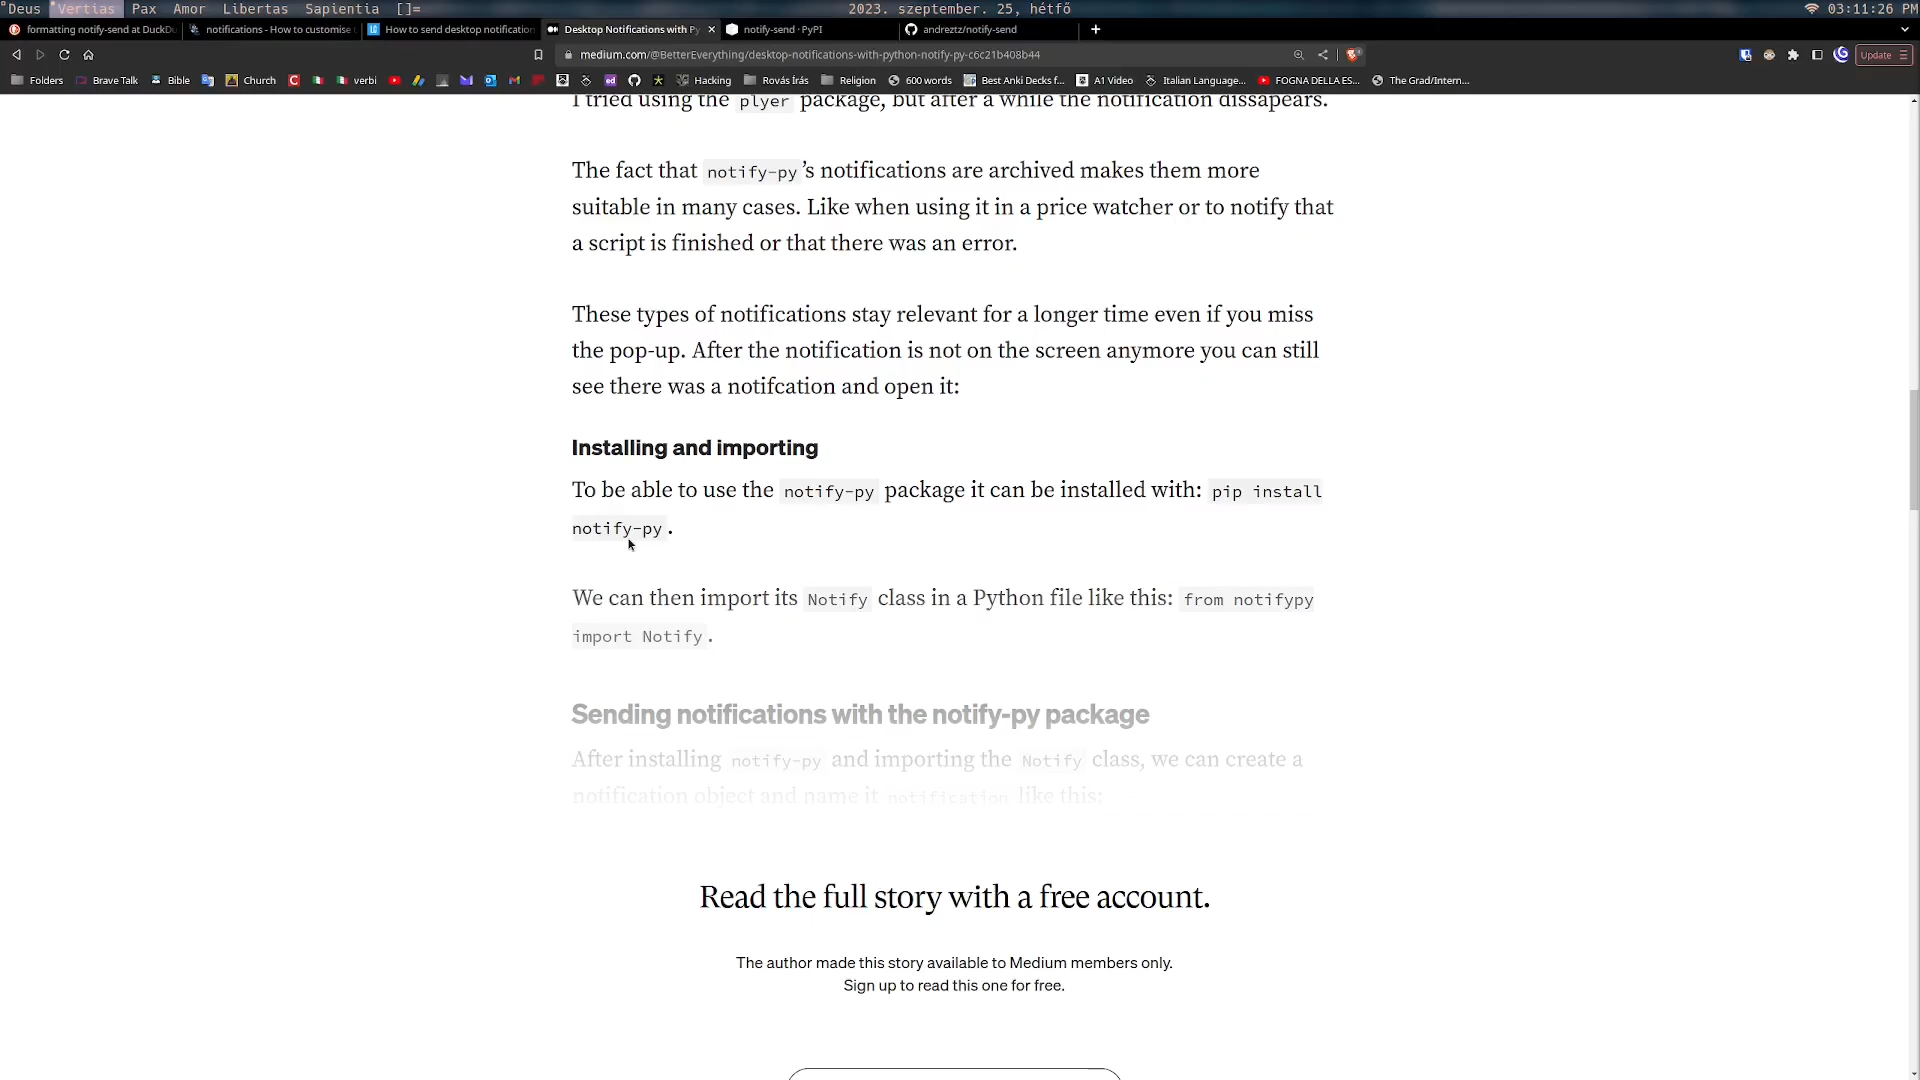 Deus Vertias Pax Amor Libertas Sapientia []= 2023. szeptember. 25, hétfő 03:11:26 PM
formatting notify-send at DuckDu notifications - How to customise How to send desktop notification Desktop Notifications with Py notify-send · PyPI andreztz/notify-send
medium.com/@BetterEverything/desktop-notifications-with-python-notify-py-c6c21b408b44 Update
Folders Brave Talk Bible Church verbi Hacking Rovás Írás Religion 600 words Best Anki Decks f... A1 Video Italian Language... FOGNA DELLA ES... The Grad/Intern...
I tried using the plyer package, but after a while the notification dissapears.
The fact that notify-py’s notifications are archived makes them more
suitable in many cases. Like when using it in a price watcher or to notify that
a script is finished or that there was an error.
These types of notifications stay relevant for a longer time even if you miss
the pop-up. After the notification is not on the screen anymore you can still
see there was a notifcation and open it:
Installing and importing
To be able to use the notify-py package it can be installed with: pip install
notify-py.
We can then import its Notify class in a Python file like this: from notifypy
import Notify.
Sending notifications with the notify-py package
After installing notify-py and importing the Notify class, we can create a
notification object and name it notification like this:
Read the full story with a free account.
The author made this story available to Medium members only.
Sign up to read this one for free.